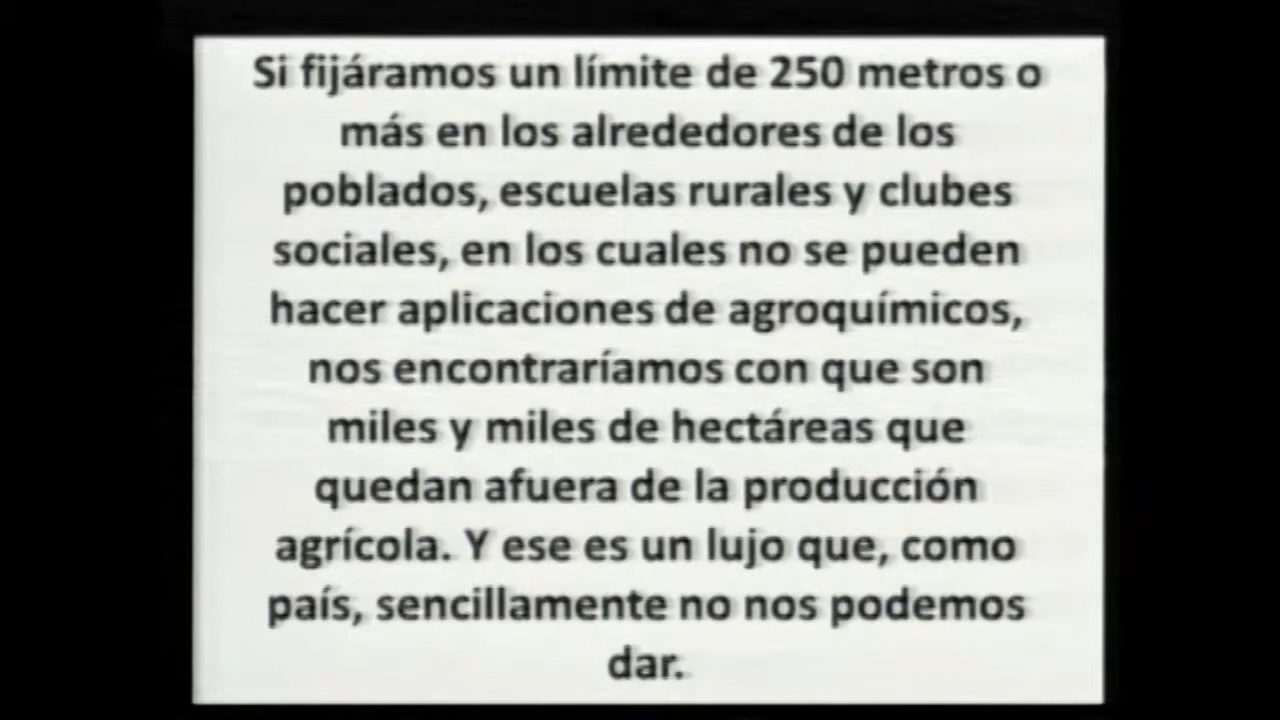 Si fijáramos un límite de 250 metros o
más en los alrededores de los
poblados, escuelas rurales y clubes
sociales, en los cuales no se pueden
hacer aplicaciones de agroquímicos,
nos encontraríamos con que son
miles y miles de hectáreas que
quedan afuera de la producción
agrícola. Y ese es un lujo que, como
país, sencillamente no nos podemos
dar.